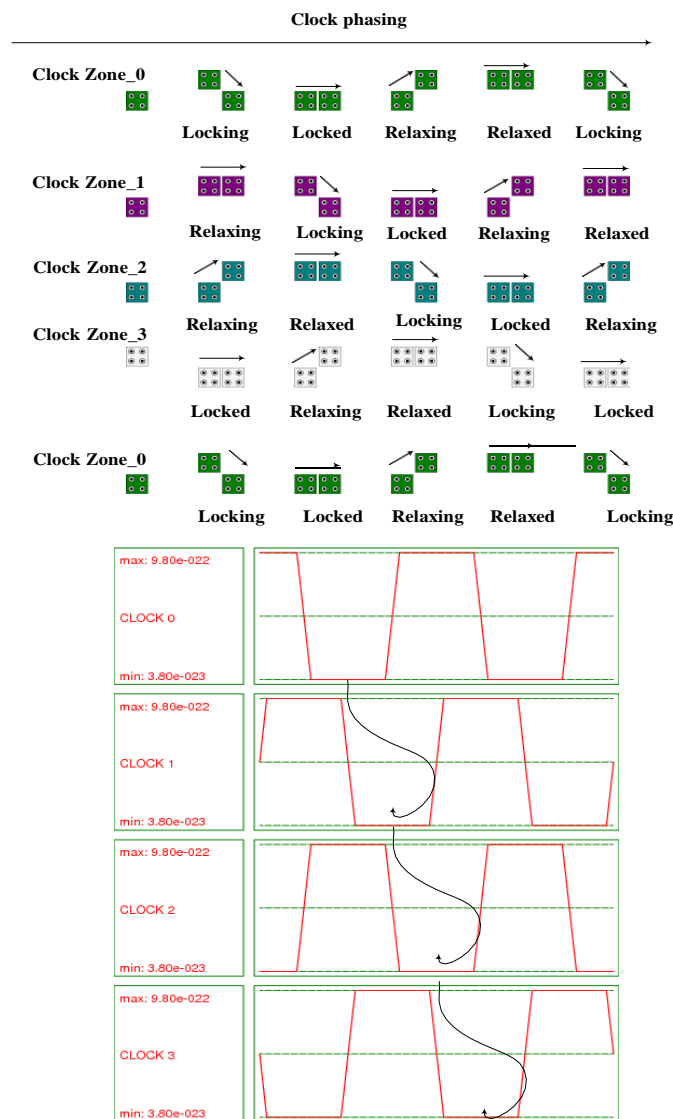 Clock phasing
Clock Zone_0
Locking Locked Relaxing Relaxed Locking
Clock Zone_1
Relaxing Locking Locked Relaxing Relaxed
Clock Zone_2
Relaxing Relaxed Locking Locked Relaxing
Clock Zone_3
Locked Relaxing Relaxed Locking Locked
Clock Zone_0
Locking Locked Relaxing Relaxed Locking
max: 9.80e-022
CLOCK 0
min: 3.80e-023
max: 9.80e-022
CLOCK 1
min: 3.80e-023
max: 9.80e-022
CLOCK 2
min: 3.80e-023
max: 9.80e-022
CLOCK 3
min: 3.80e-023